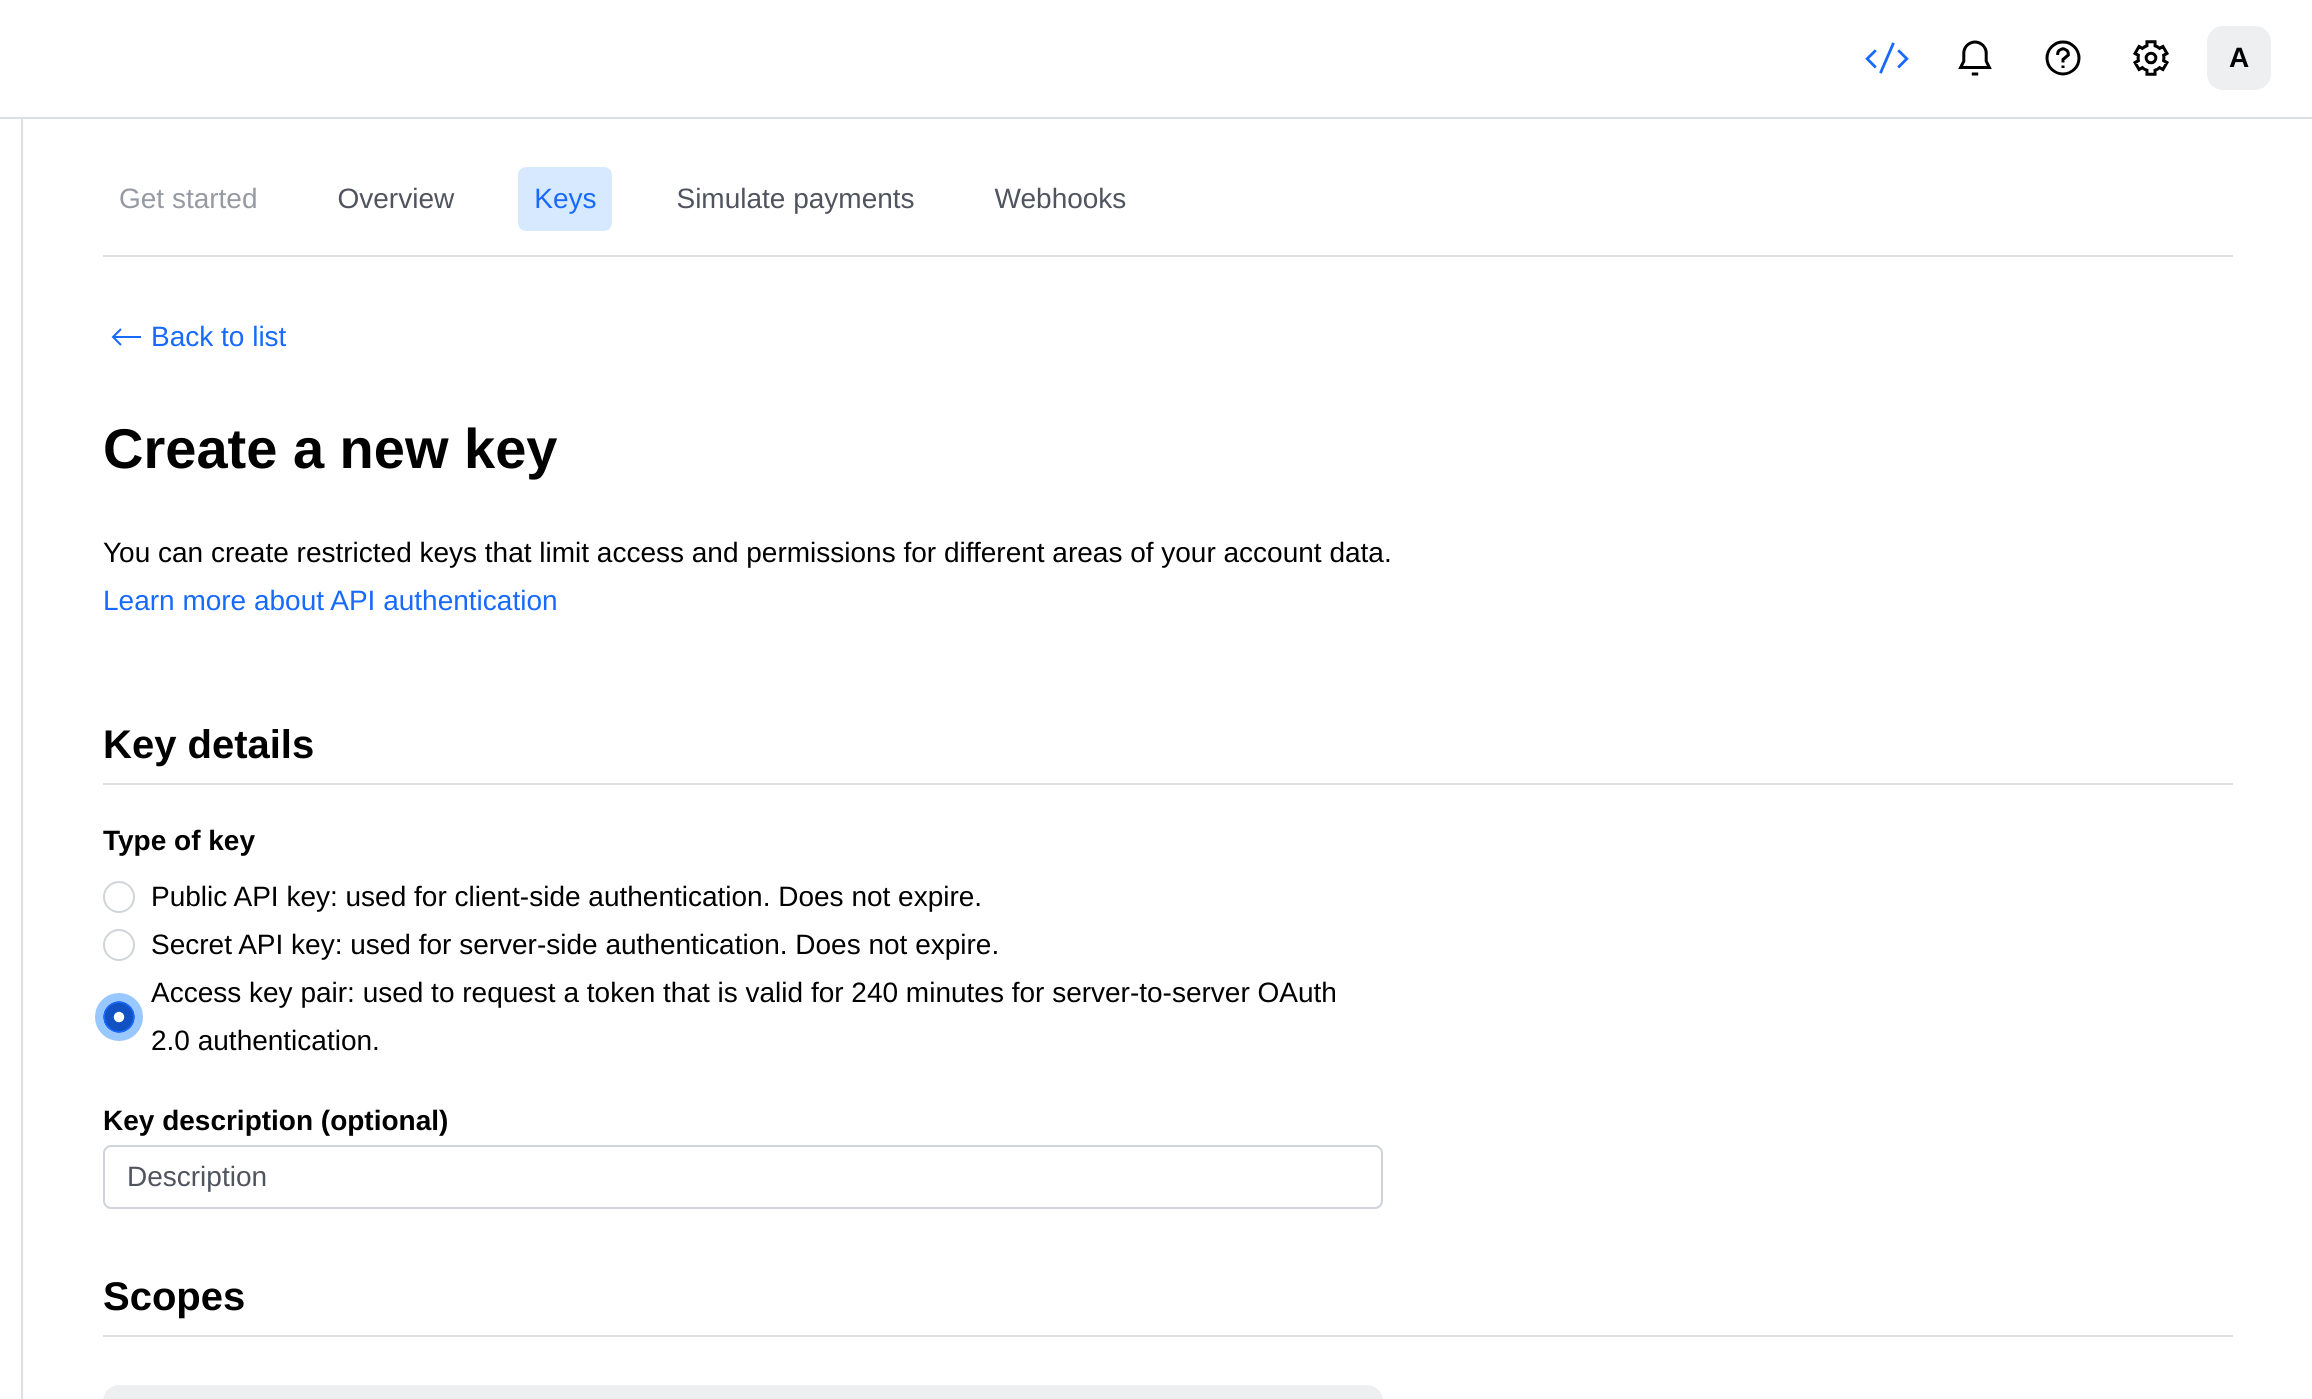 A
Get started
Overview
Keys
Simulate payments
Webhooks
Back to list
Create a new key
You can create restricted keys that limit access and permissions for different areas of your account data.
Learn more about API authentication
Key details
Type of key
Public API key: used for client-side authentication. Does not expire.
Secret API key: used for server-side authentication. Does not expire.
Access key pair: used to request a token that is valid for 240 minutes for server-to-server OAuth
2.0 authentication.
Key description (optional)
Description
Scopes